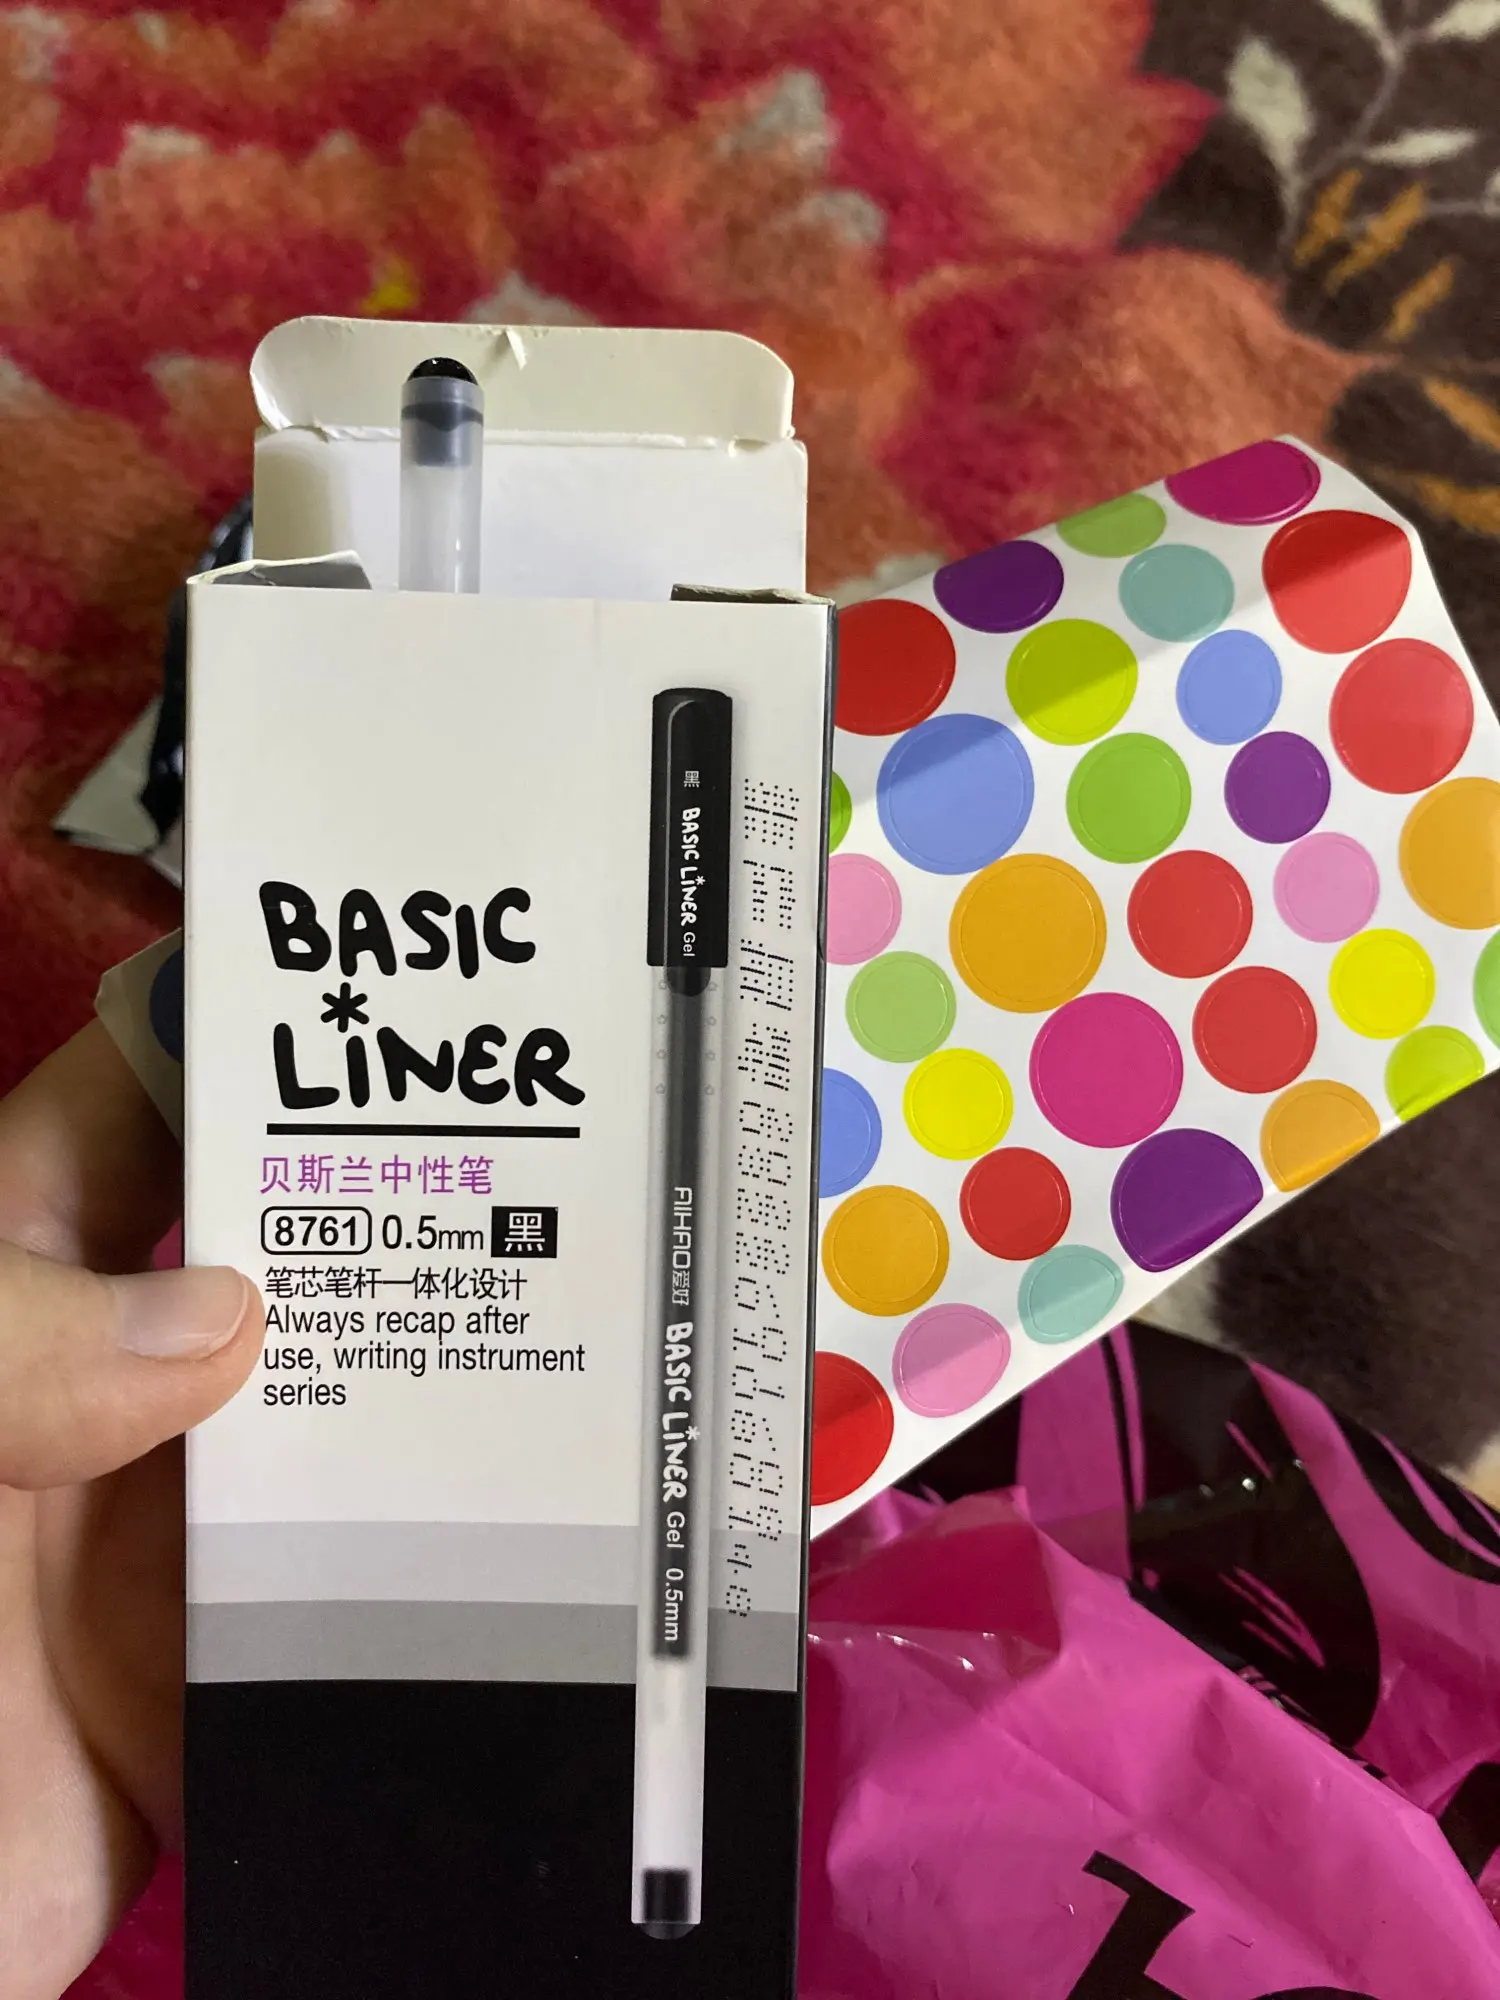 BASIC
LiNER
贝斯兰中性笔
8761 0.5mm 黑
笔芯笔杆一体化设计
Always recap after
use, writing instrument
series
黑 BASIC LiNER Gel
AIHAO爱好 BASIC LiNER Gel 0.5mm